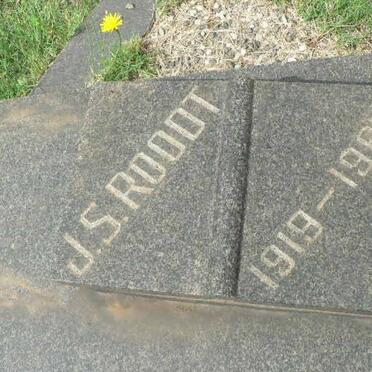 J.S. ROODT
1919 –